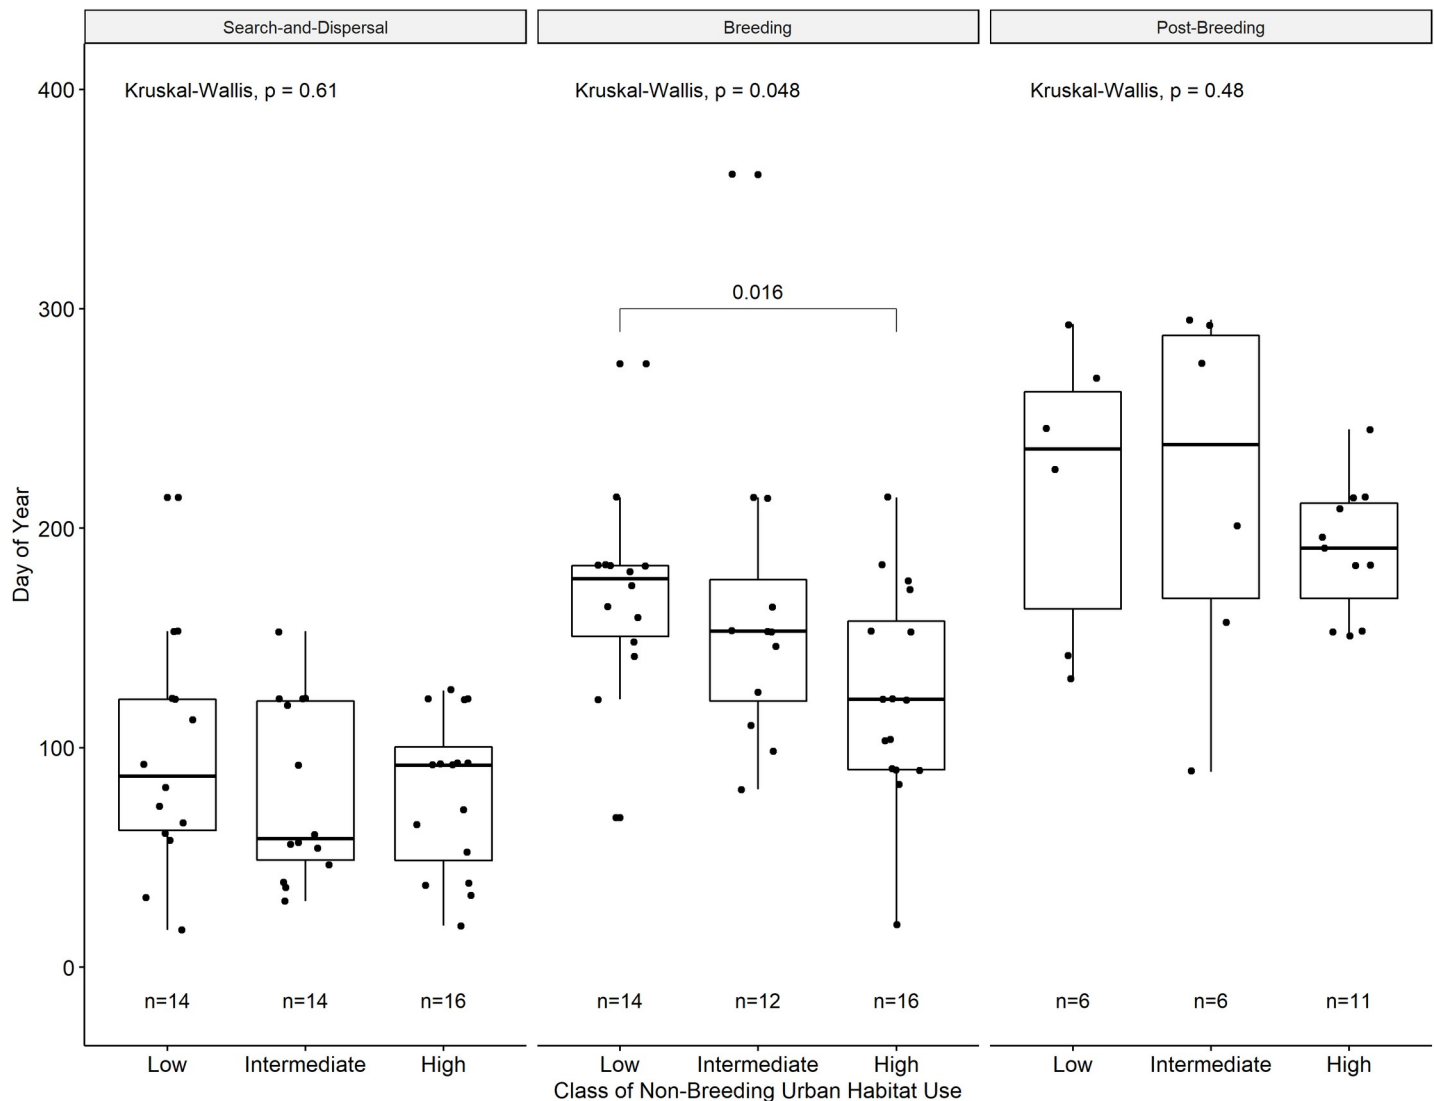 Search-and-Dispersal Breeding Post-Breeding
400 Kruskal-Wallis, p = 0.61 Kruskal-Wallis, p = 0.048 Kruskal-Wallis, p = 0.48
0.016
300
200
100
0
Day of Year
n=14 n=14 n=16 n=14 n=12 n=16 n=6 n=6 n=11
Low Intermediate High Low Intermediate High Low Intermediate High
Class of Non-Breeding Urban Habitat Use